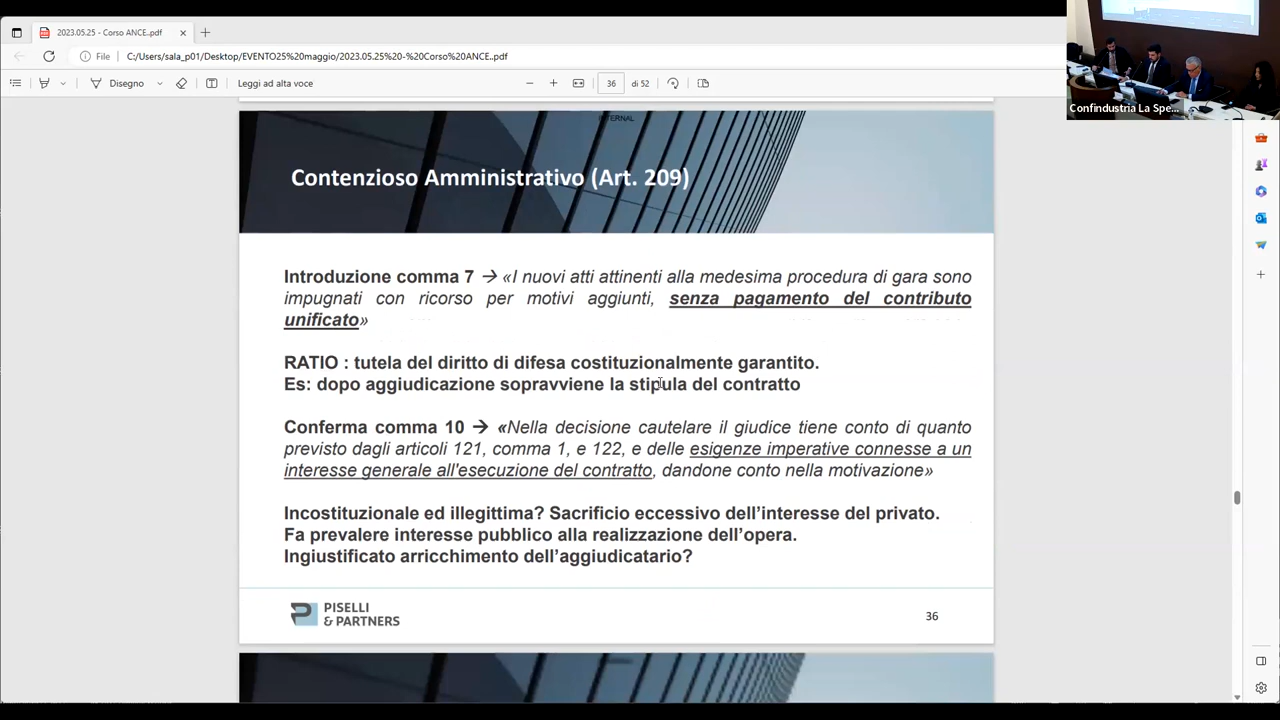 2023.05.25 - Corso ANCE..pdf
File
C:/Users/sala_p01/Desktop/EVENTO25%20maggio/2023.05.25%20-%20Corso%20ANCE..pdf
Disegno
Leggi ad alta voce
36
di 52
Confindustria La Spe...
INTERNAL
Contenzioso Amministrativo (Art. 209)
Introduzione comma 7 → «I nuovi atti attinenti alla medesima procedura di gara sono
impugnati con ricorso per motivi aggiunti, senza pagamento del contributo
unificato»
RATIO : tutela del diritto di difesa costituzionalmente garantito.
Es: dopo aggiudicazione sopravviene la stipula del contratto
Conferma comma 10 → «Nella decisione cautelare il giudice tiene conto di quanto
previsto dagli articoli 121, comma 1, e 122, e delle esigenze imperative connesse a un
interesse generale all'esecuzione del contratto, dandone conto nella motivazione»
Incostituzionale ed illegittima? Sacrificio eccessivo dell’interesse del privato.
Fa prevalere interesse pubblico alla realizzazione dell’opera.
Ingiustificato arricchimento dell’aggiudicatario?
PISELLI
& PARTNERS
36